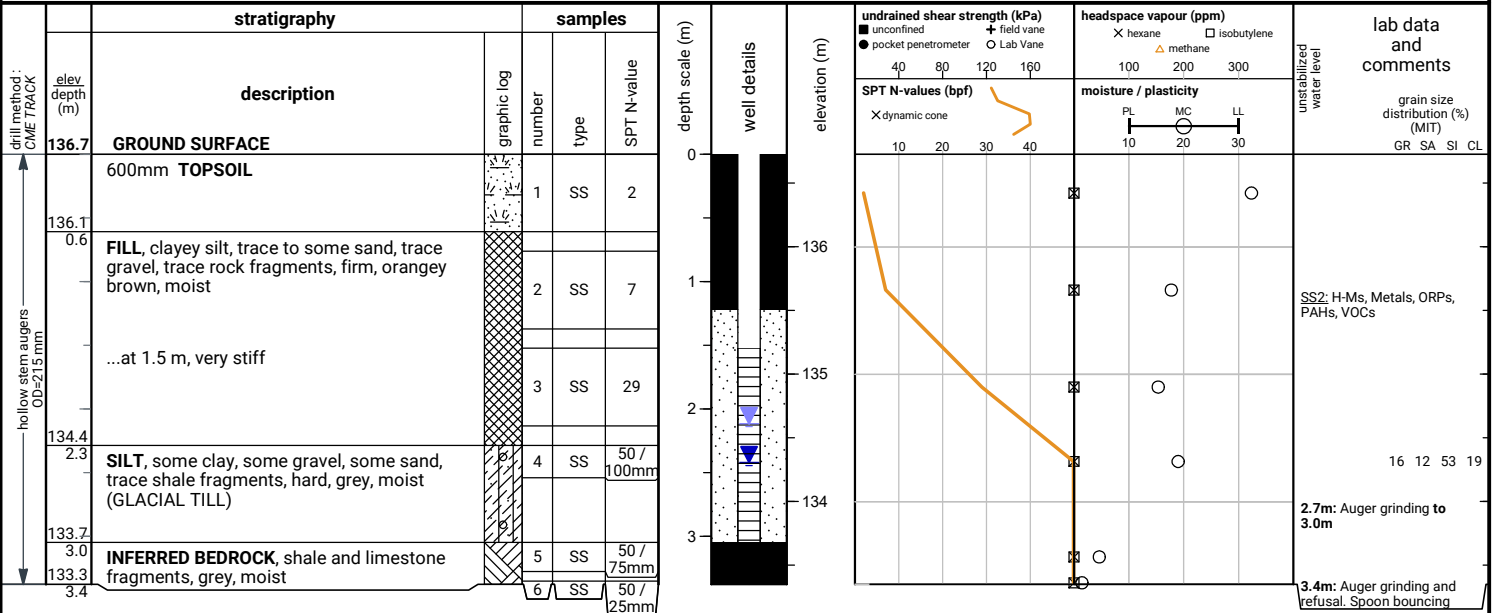 stratigraphy
samples
drill method :
CME TRACK
elev
depth
(m)
description
graphic log
number
type
SPT N-value
depth scale (m)
well details
elevation (m)
undrained shear strength (kPa)
unconfined
field vane
pocket penetrometer
Lab Vane
40 80 120 160
SPT N-values (bpf)
dynamic cone
10 20 30 40
headspace vapour (ppm)
hexane
isobutylene
methane
100 200 300
moisture / plasticity
PL MC LL
10 20 30
unstabilized
water level
lab data
and
comments
grain size
distribution (%)
(MIT)
GR SA SI CL
136.7 GROUND SURFACE
hollow stem augers
OD=215 mm
600mm TOPSOIL
1 SS 2
136.1
0.6
FILL, clayey silt, trace to some sand, trace
gravel, trace rock fragments, firm, orangey
brown, moist
2 SS 7
...at 1.5 m, very stiff
3 SS 29
134.4
2.3
SILT, some clay, some gravel, some sand,
trace shale fragments, hard, grey, moist
(GLACIAL TILL)
4 SS 50 /
100mm
133.7
3.0
INFERRED BEDROCK, shale and limestone
fragments, grey, moist
5 SS 50 /
75mm
133.3
3.4
6 SS 50 /
25mm
0
1
2
3
136
135
134
SS2: H-Ms, Metals, ORPs,
PAHs, VOCs
16 12 53 19
2.7m: Auger grinding to
3.0m
3.4m: Auger grinding and
refusal. Spoon bouncing